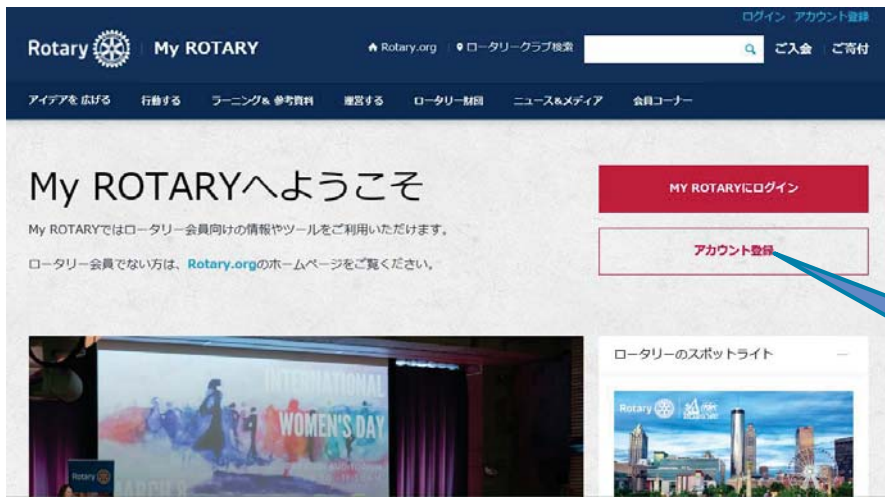 ログイン アカウント登録
Rotary My ROTARY Rotary.org ロータリークラブ検索 ご入会 ご寄付
アイデアを広げる 行動する ラーニング& 参考資料 運営する ロータリー財団 ニュース&メディア 会員コーナー
My ROTARYへようこそ
MY ROTARYにログイン
My ROTARYではロータリー会員向けの情報やツールをご利用いただけます。
アカウント登録
ロータリー会員でない方は、Rotary.orgのホームページをご覧ください。
ロータリーのスポットライト
INTERNATIONAL
WOMEN'S DAY
Rotary
MARCH 8
Rotary